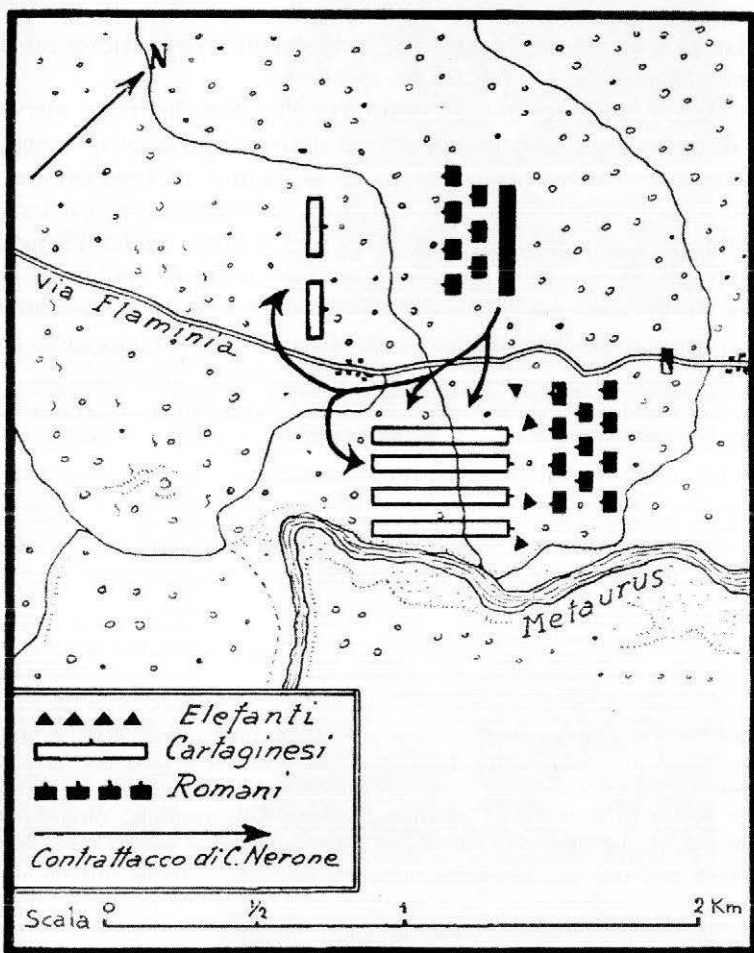 N
Via Flaminia
Metaurus
Elefanti
Cartaginesi
Romani
Contrattacco di C. Nerone
Scala 0 ½ 1 2 Km